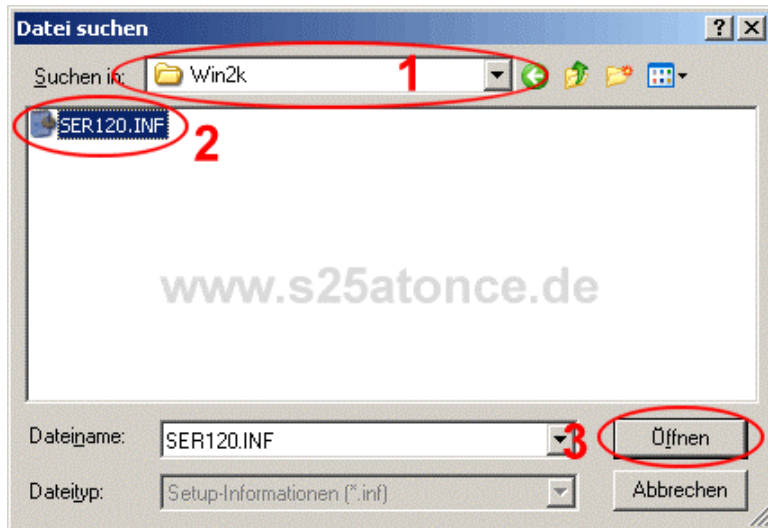 Datei suchen
Suchen in: Win2k 1
SER120.INF 2
www.s25atonce.de
Dateiname: SER120.INF 3 Öffnen
Dateityp: Setup-Informationen (*.inf) Abbrechen